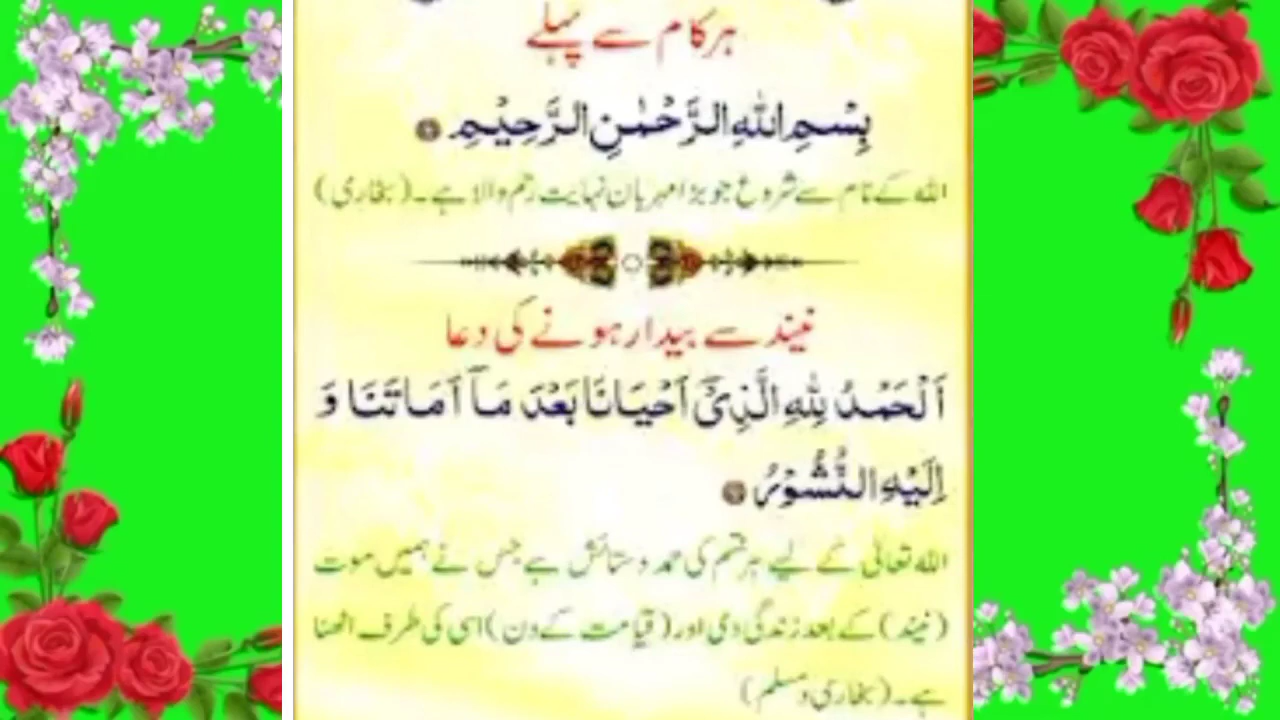 ہر کام سے پہلے
بِسْمِ اللّٰهِ الرَّحْمٰنِ الرَّحِيْمِ
اللہ کے نام سے شروع جو بڑا مہربان نہایت رحم والا ہے۔ (بخاری)
نیند سے بیدار ہونے کی دعا
اَلْحَمْدُ لِلّٰهِ الَّذِيْٓ اَحْيَانَا بَعْدَ مَآ اَمَاتَنَا وَ
اِلَيْهِ النُّشُوْرُ
اللہ تعالیٰ کے لیے ہر قسم کی حمد و ستائش ہے جس نے ہمیں موت
(نیند) کے بعد زندگی دی اور (قیامت کے دن) اسی کی طرف اٹھنا
ہے۔ (بخاری و مسلم)